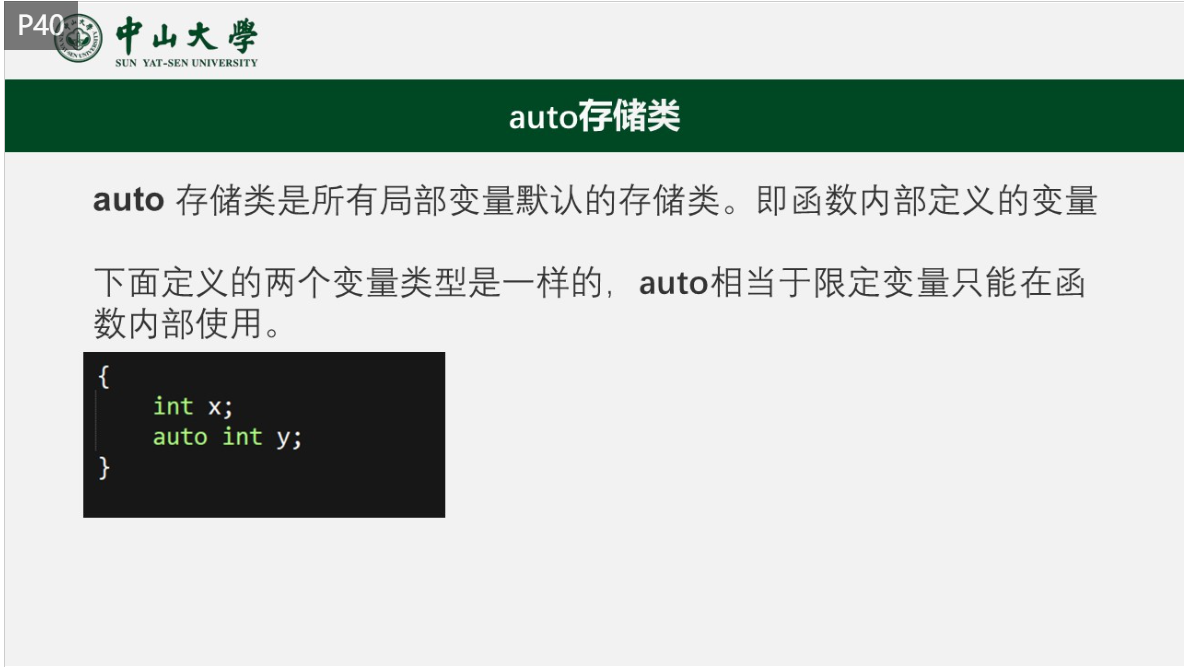 P40
中山大學
SUN YAT-SEN UNIVERSITY
auto存储类
auto 存储类是所有局部变量默认的存储类。即函数内部定义的变量
下面定义的两个变量类型是一样的，auto相当于限定变量只能在函
数内部使用。
{
int x;
auto int y;
}